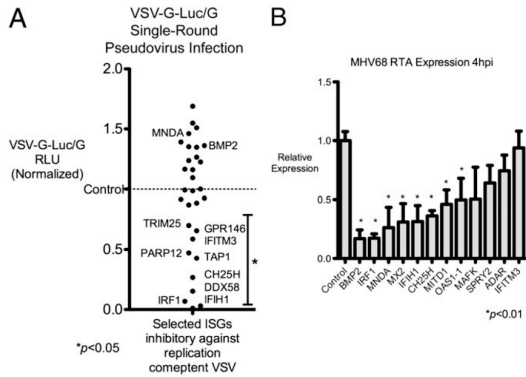 A
VSV-G-Luc/G
Single-Round
Pseudovirus Infection
2.0
1.5
1.0
0.5
0.0
VSV-G-Luc/G
RLU
(Normalized)
Control
MNDA
BMP2
TRIM25
GPR146
IFITM3
PARP12
TAP1
CH25H
DDX58
IRF1
IFIH1
*
Selected ISGs
inhibitory against
replication
comeptent VSV
*p<0.05
B
MHV68 RTA Expression 4hpi
1.5
1.0
0.5
0.0
Relative
Expression
* * * * * * * *
Control
BMP2
IRF1
MNDA
MX2
IFIH1
CH25H
MITD1
OAS1-1
MAFK
SPRY2
ADAR
IFITM3
*p<0.01